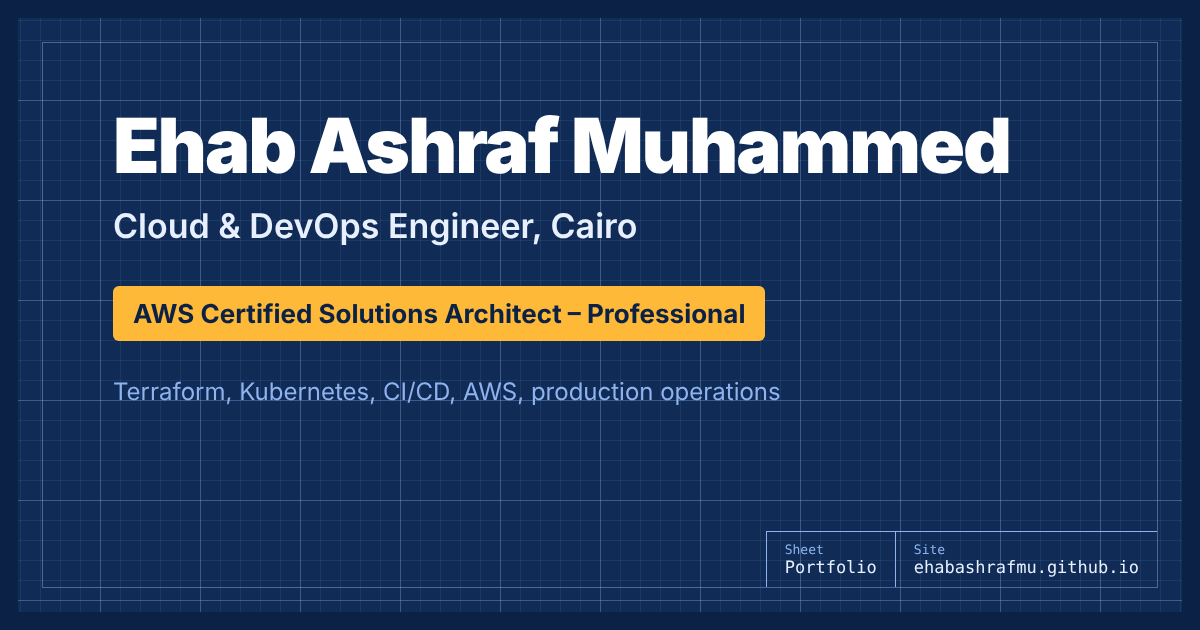 Ehab Ashraf Muhammed
Cloud & DevOps Engineer, Cairo
AWS Certified Solutions Architect – Professional
Terraform, Kubernetes, CI/CD, AWS, production operations
Sheet
Portfolio
Site
ehabashrafmu.github.io